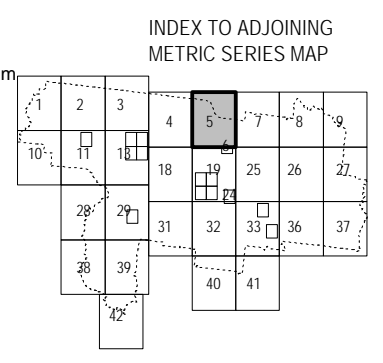 INDEX TO ADJOINING
METRIC SERIES MAP
m
1 2 3 4 5 7 8 9
6
10 11 13 18 19 25 26 27
24
28 29 31 32 33 36 37
38 39 40 41
42